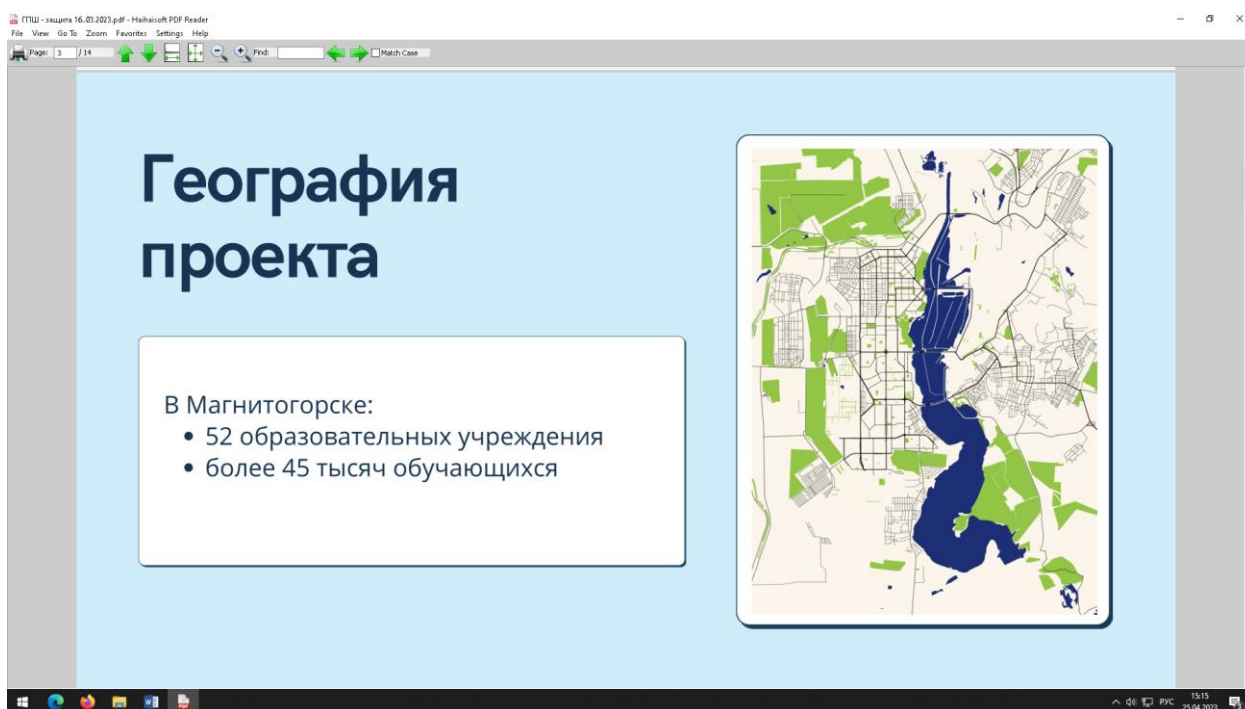 ГПШ - защита 16..03.2023.pdf - Haihaisoft PDF Reader
File View Go To Zoom Favorites Settings Help
Page: 3 / 14 Find: Match Case
География
проекта
В Магнитогорске:
• 52 образовательных учреждения
• более 45 тысяч обучающихся
РУС 15:15
25.04.2023